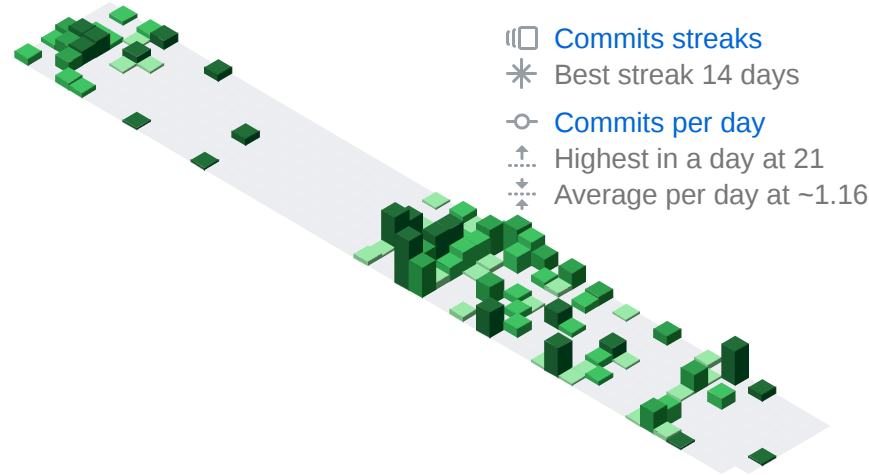 Commits streaks
Best streak 14 days
Commits per day
Highest in a day at 21
Average per day at ~1.16